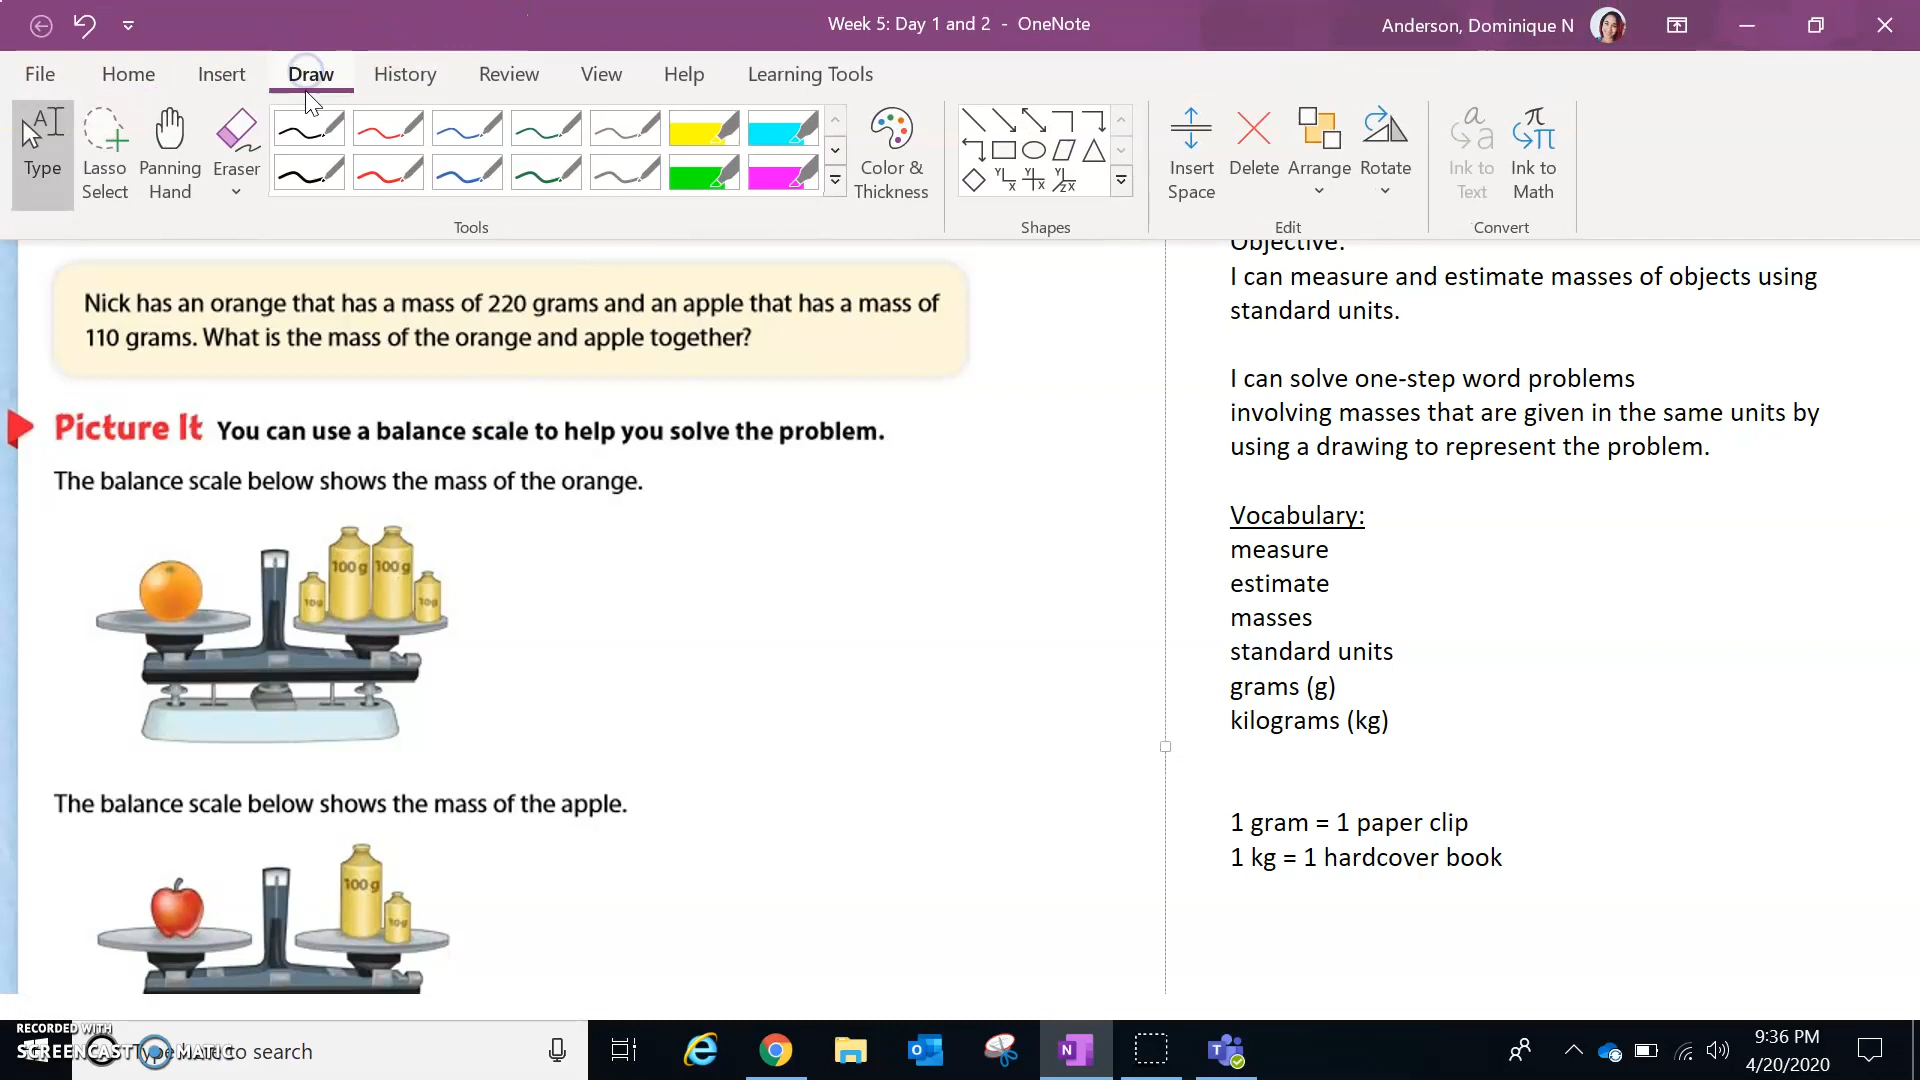 Week 5: Day 1 and 2 - OneNote
Anderson, Dominique N
File Home Insert Draw History Review View Help Learning Tools
Type
Lasso Select
Panning Hand
Eraser
Color & Thickness
Insert Space
Delete
Arrange
Rotate
Ink to Text
Ink to Math
Tools
Shapes
Edit
Convert
Nick has an orange that has a mass of 220 grams and an apple that has a mass of
110 grams. What is the mass of the orange and apple together?
Picture It You can use a balance scale to help you solve the problem.
The balance scale below shows the mass of the orange.
10g 100g 100g 10g
The balance scale below shows the mass of the apple.
100g 10g
Objective:
I can measure and estimate masses of objects using
standard units.
I can solve one-step word problems
involving masses that are given in the same units by
using a drawing to represent the problem.
Vocabulary:
measure
estimate
masses
standard units
grams (g)
kilograms (kg)
1 gram = 1 paper clip
1 kg = 1 hardcover book
RECORDED WITH
SCREENCAST MATIC
to search
9:36 PM
4/20/2020